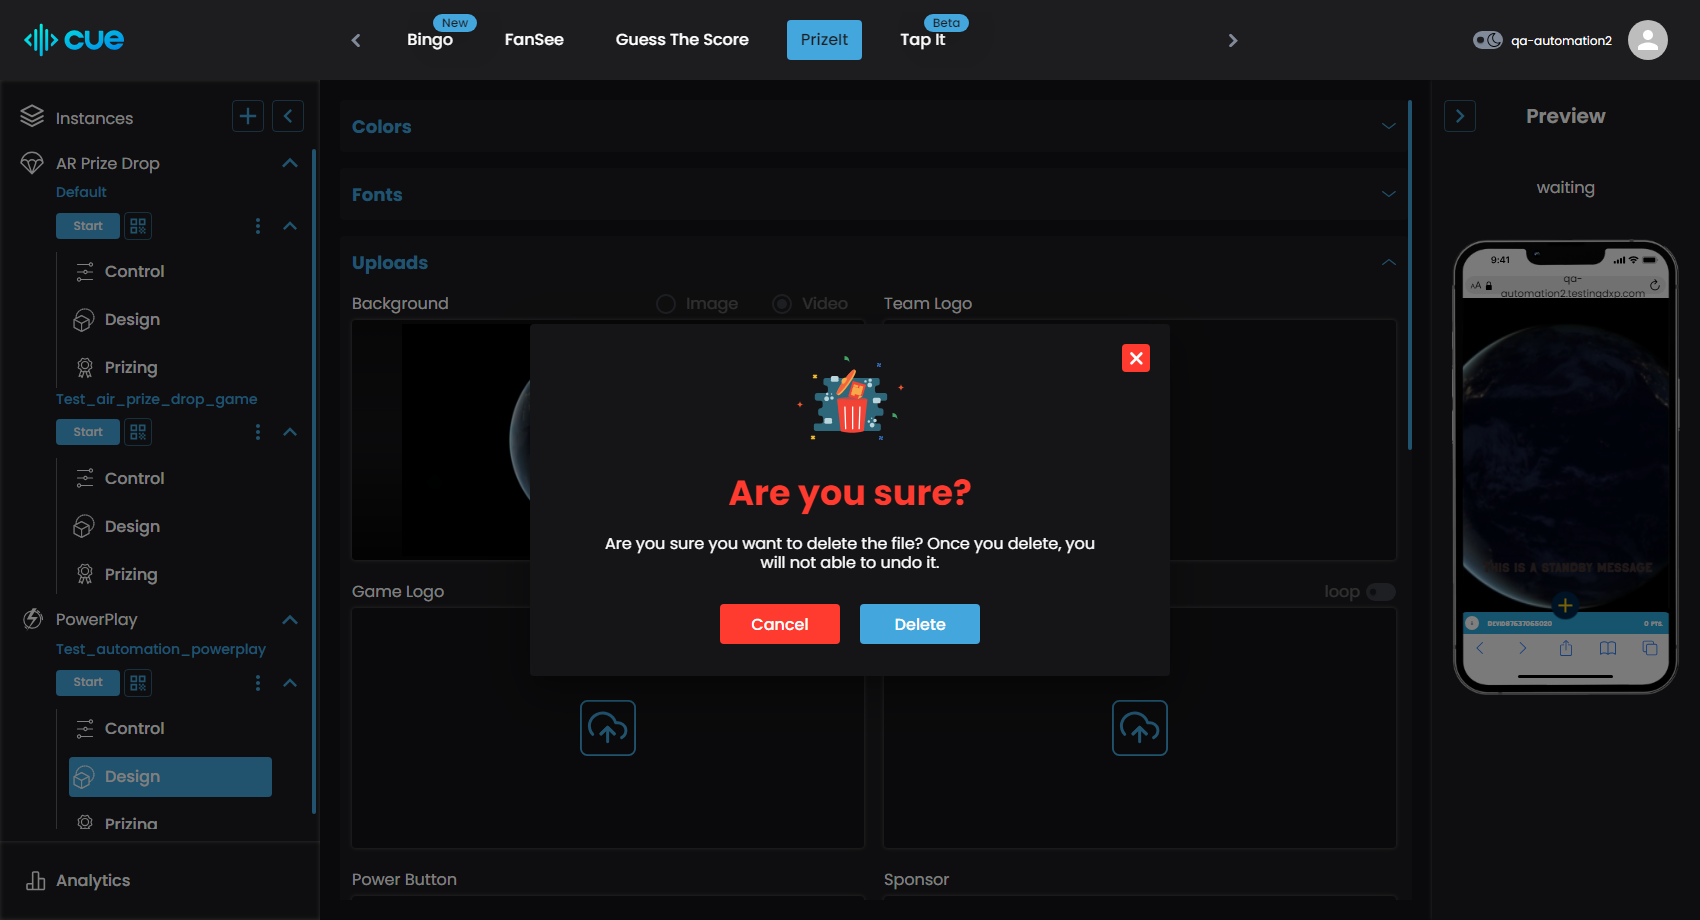 cue
New
Bingo
FanSee
Guess The Score
PrizeIt
Beta
Tap It
qa-automation2
Instances
AR Prize Drop
Default
Start
Control
Design
Prizing
Test_air_prize_drop_game
Start
Control
Design
Prizing
PowerPlay
Test_automation_powerplay
Start
Control
Design
Prizing
Analytics
Colors
Fonts
Uploads
Background
Image
Video
Team Logo
Are you sure?
Are you sure you want to delete the file? Once you delete, you
will not able to undo it.
Cancel
Delete
Game Logo
loop
Power Button
Sponsor
Preview
waiting
9:41
AA
qa-
automation2.testingdxp.com
THIS IS A STANDBY MESSAGE
0 PTS.